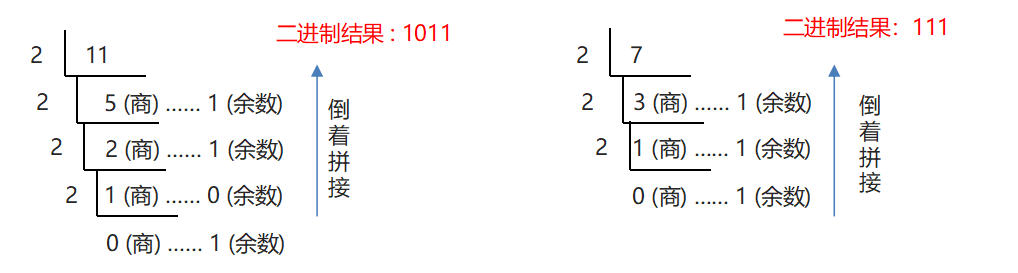 二进制结果：1011
2 11
2 5 (商) …… 1 (余数)
2 2 (商) …… 1 (余数)
2 1 (商) …… 0 (余数)
0 (商) …… 1 (余数)
倒着拼接
二进制结果：111
2 7
2 3 (商) …… 1 (余数)
2 1 (商) …… 1 (余数)
0 (商) …… 1 (余数)
倒着拼接